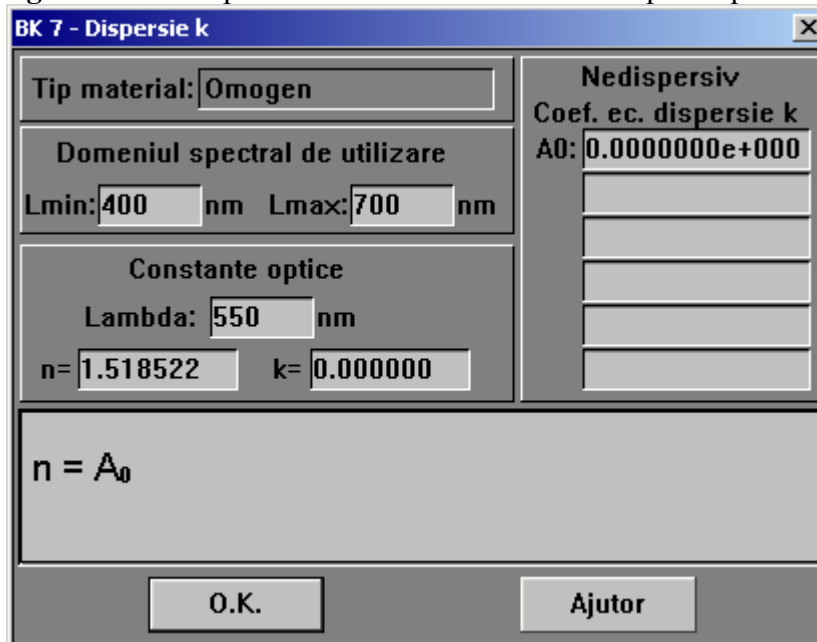 BK 7 - Dispersie k
Tip material: Omogen
Domeniul spectral de utilizare
Lmin: 400 nm Lmax: 700 nm
Constante optice
Lambda: 550 nm
n= 1.518522 k= 0.000000
Nedispersiv
Coef. ec. dispersie k
A0: 0.0000000e+000
n = A₀
O.K.
Ajutor